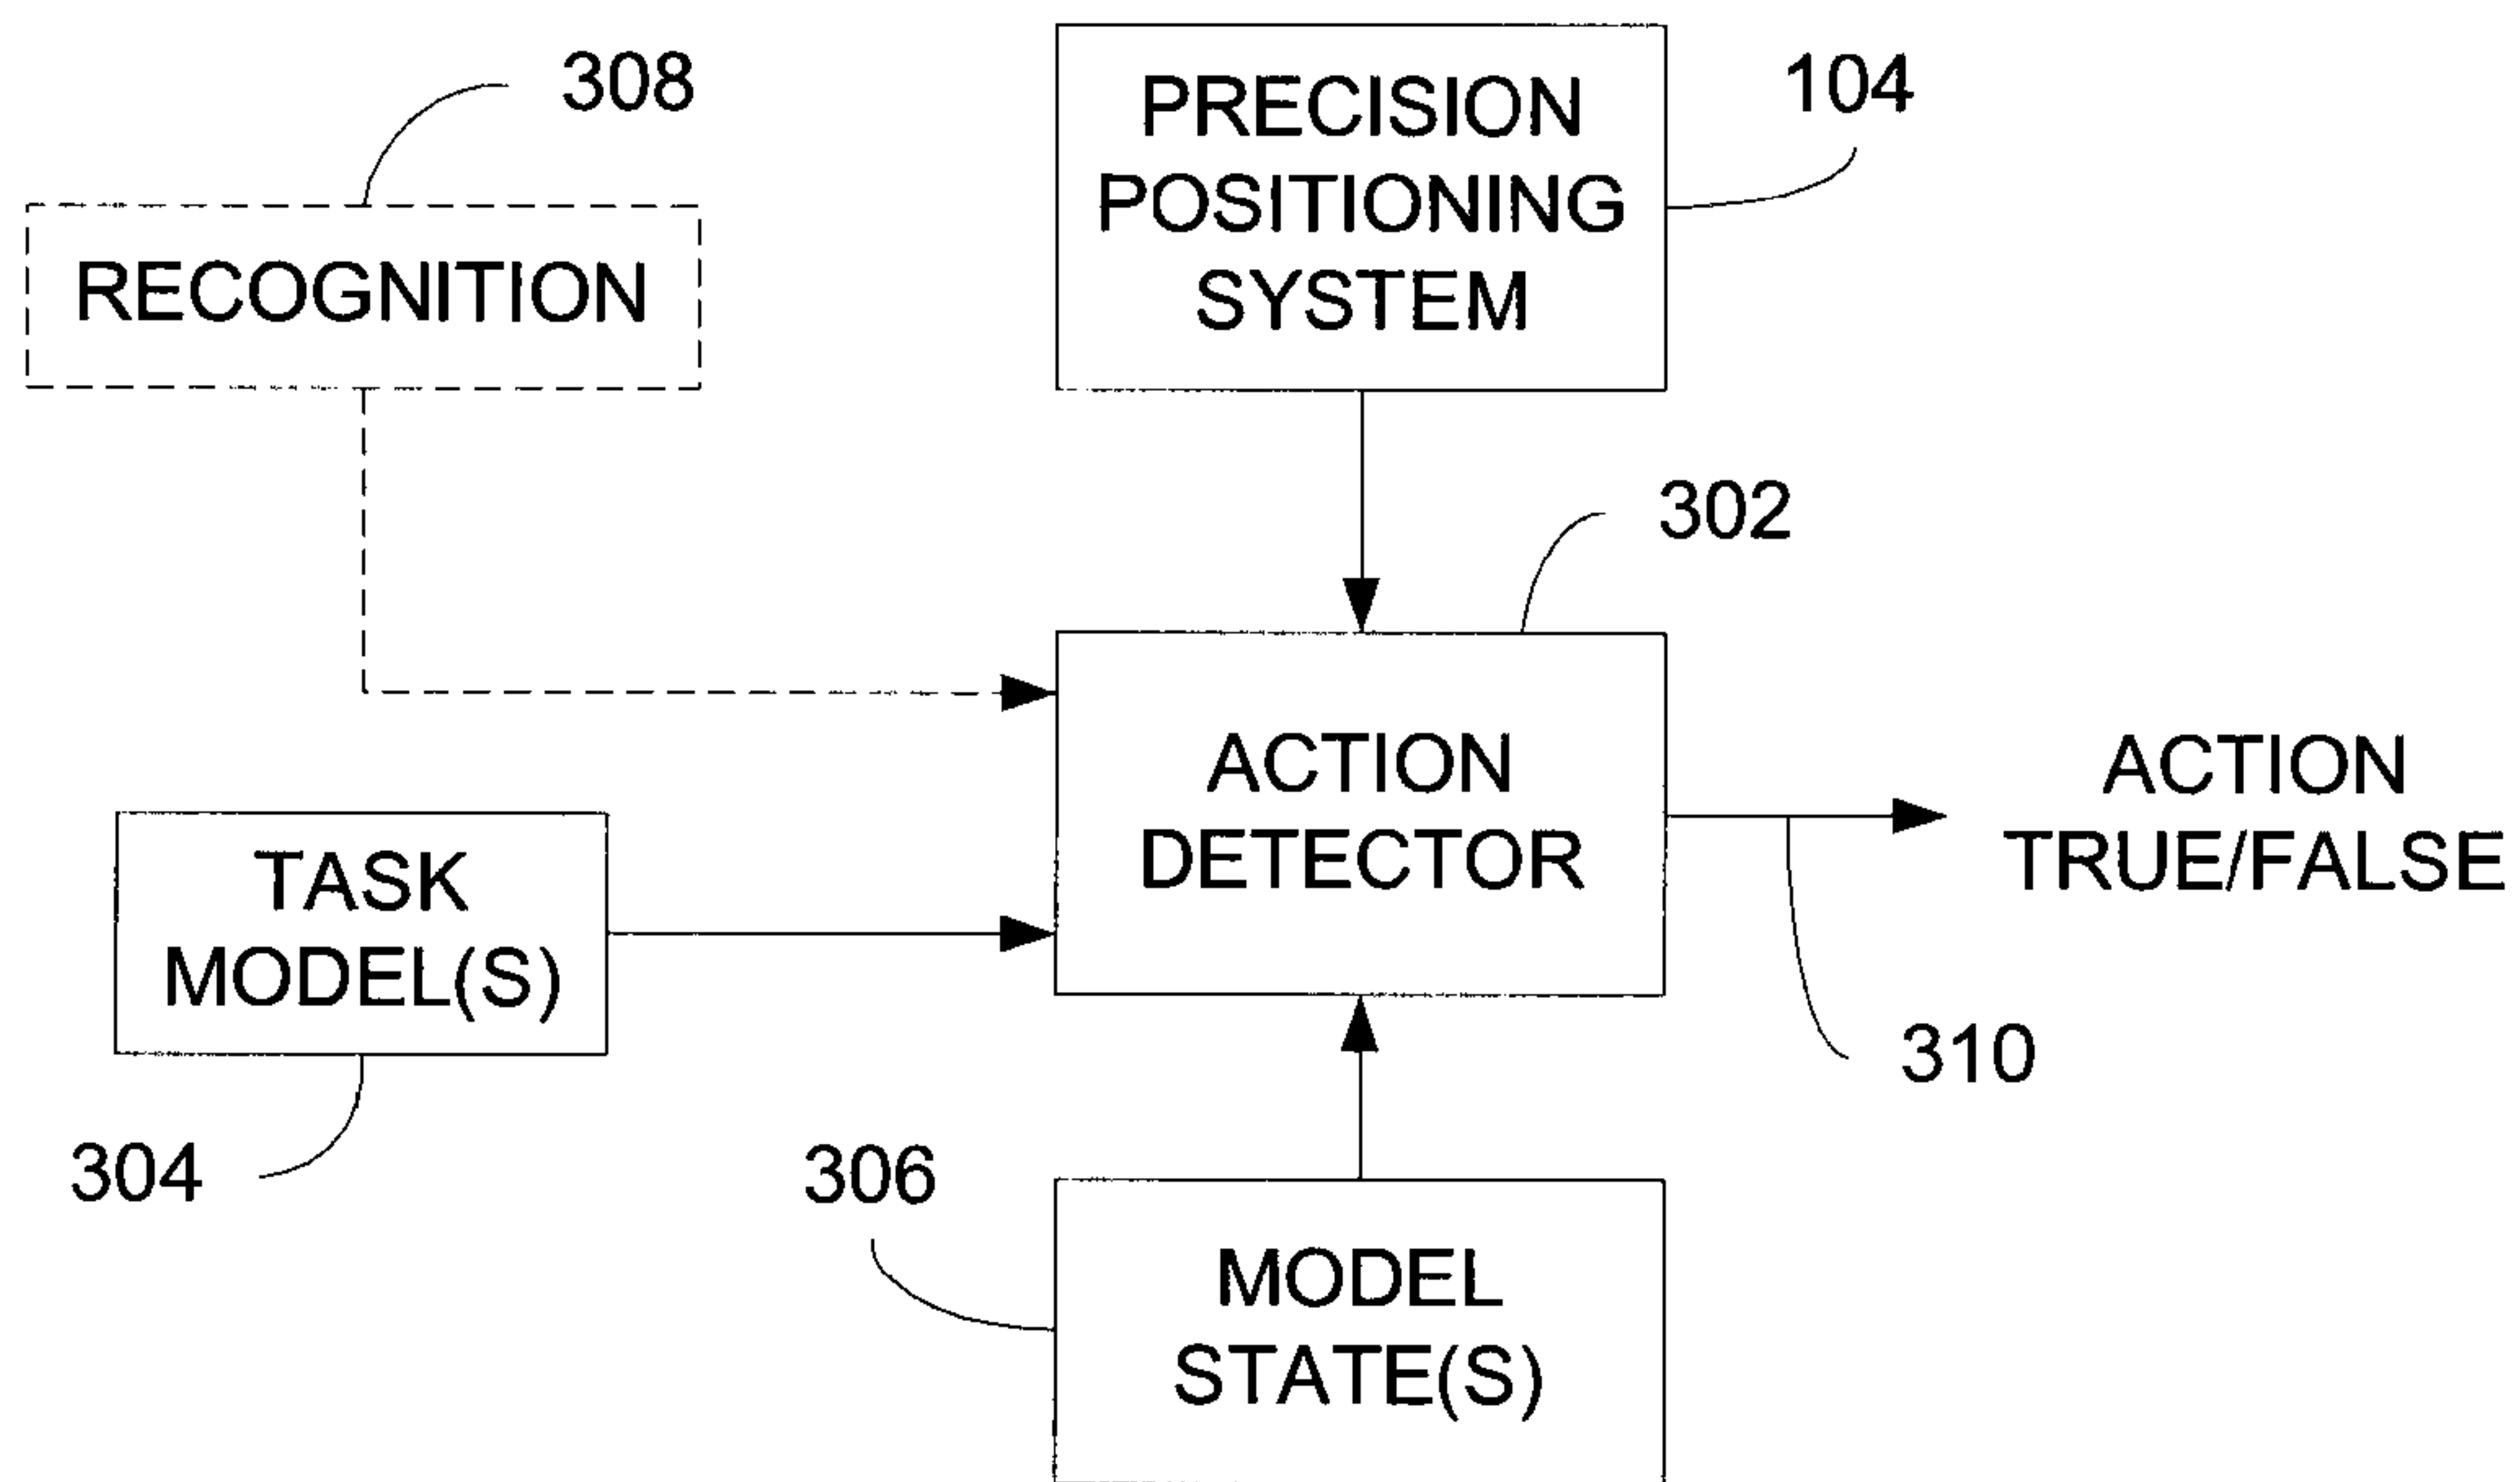 308
PRECISION
POSITIONING
SYSTEM
104
RECOGNITION
302
ACTION
DETECTOR
ACTION
TRUE/FALSE
TASK
MODEL(S)
310
304
306
MODEL
STATE(S)